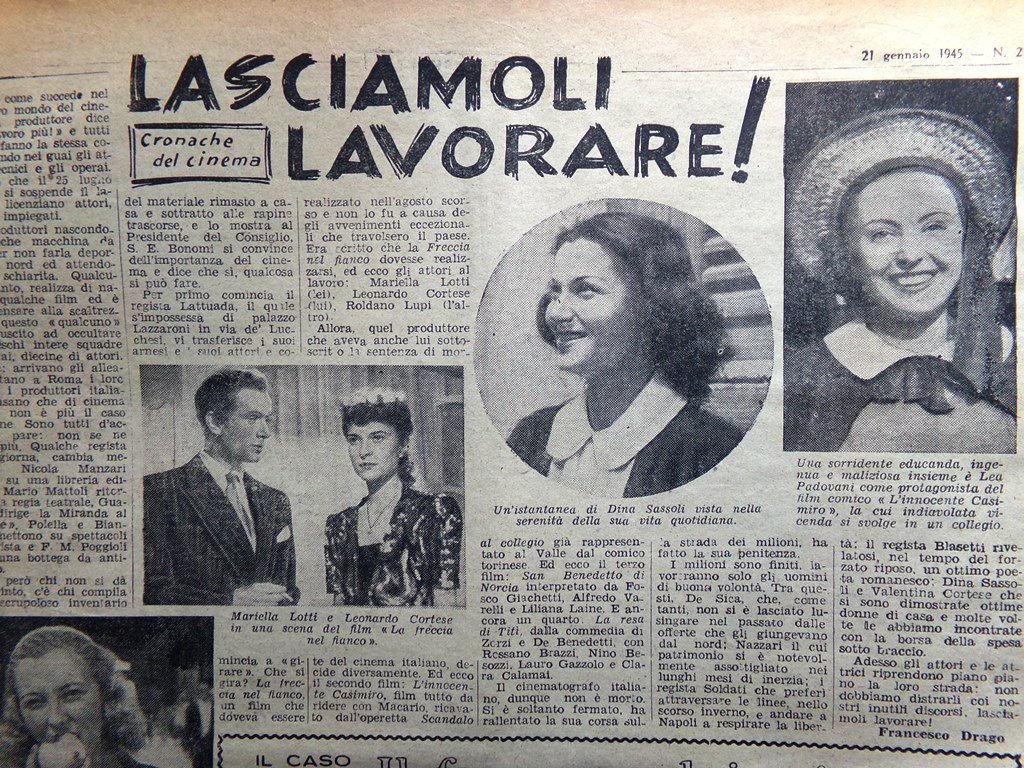 21 gennaio 1945 — N. 2
LASCIAMOLI
LAVORARE!
Cronache
del cinema
come succede nel
o mondo del cine-
produttore dice
voro più!» e tutti
fanno la stessa co-
ndo nei guai gli at-
ecnici e gli operai.
che il 25 luglio
si sospende il la-
licenziano attori,
impiegati.
oduttori nascondo-
che macchina da
er non farla depor-
nord ed attendo-
schiarita. Qualcu-
into, realizza di na-
qualche film ed è
ensare alla scaltrez-
questo «qualcuno»
uscito ad occultare
eschi intere squadre
ai, diecine di attori.
arrivano gli allea-
tano a Roma i loro
i produttori italia-
nsano che di cinema
non è più il caso
ne. Sono tutti d'ac-
pare: non se ne
più. Qualche regista
giorna, cambia me-
Nicola Manzari
su una libreria edi-
Mario Mattoli ritor-
a regia teatrale, Gua-
dirige la Miranda al
e», Polella e Bian-
mettono su spettacoli
ista e F. M. Poggioli
una bottega da anti-
però chi non si dà
into, c'è chi compila
scrupoloso inventario
del materiale rimasto a ca-
sa e sottratto alle rapine
trascorse, e lo mostra al
Presidente del Consiglio.
S. E. Bonomi si convince
dell'importanza del cine-
ma e dice che sì, qualcosa
si può fare.
Per primo comincia il
regista Lattuada, il quale
s'impossessa di palazzo
Lazzaroni in via de' Luc-
chesi, vi trasferisce i suoi
arnesi e i suoi attori e co-
realizzato nell'agosto scor-
so e non lo fu a causa de-
gli avvenimenti ecceziona-
li che travolsero il paese.
Era scritto che la Freccia
nel fianco dovesse realiz-
zarsi, ed ecco gli attori al
lavoro: Mariella Lotti
(lei), Leonardo Cortese
(lui), Roldano Lupi (l'al-
tro).
Allora, quel produttore
che aveva anche lui sotto-
scritto la sentenza di mor-
Mariella Lotti e Leonardo Cortese
in una scena del film «La freccia
nel fianco».
mincia a «gi-
rare». Che si
gira? La frec-
cia nel fianco,
un film che
doveva essere
te del cinema italiano, de-
cide diversamente. Ed ecco
il secondo film: L'innocen-
te Casimiro, film tutto da
ridere con Macario, ricava-
to dall'operetta Scandalo
Un'istantanea di Dina Sassoli vista nella
serenità della sua vita quotidiana.
Una sorridente educanda, inge-
nua e maliziosa insieme è Lea
Padovani come protagonista del
film comico «L'innocente Casi-
miro», la cui indiavolata vi-
cenda si svolge in un collegio.
al collegio già rappresen-
tato al Valle dal comico
torinese. Ed ecco il terzo
film: San Benedetto di
Norcia interpretato da Fo-
sco Giachetti, Alfredo Va-
relli e Liliana Laine. E an-
cora un quarto. La resa
di Titì, dalla commedia di
Zorzi e De Benedetti, con
Rossano Brazzi, Nino Be-
sozzi, Lauro Gazzolo e Cla-
ra Calamai.
Il cinematografo italia-
no, dunque non è morto.
Si è soltanto fermato, ha
rallentato la sua corsa sul-
la strada dei milioni, ha
fatto la sua penitenza.
I milioni sono finiti, la-
voreranno solo gli uomini
di buona volontà. Tra que-
sti, De Sica, che, come
tanti, non si è lasciato lu-
singare nel passato dalle
offerte che gli giungevano
dal nord; Nazzari il cui
patrimonio si è notevol-
mente assottigliato nei
lunghi mesi di inerzia; i
regista Soldati che preferì
attraversare le linee, nello
scorso inverno, e andare a
Napoli a respirare la liber-
tà; il regista Blasetti rive-
latosi, nel tempo del for-
zato riposo, un ottimo poe-
ta romanesco; Dina Sasso-
li e Valentina Cortese che
si sono dimostrate ottime
donne di casa e molte vol-
te le abbiamo incontrate
con la borsa della spesa
sotto braccio.
Adesso gli attori e le at-
trici riprendono piano pia-
no la loro strada: non
dobbiamo distrarli coi no-
stri inutili discorsi, lascia-
moli lavorare!
Francesco Drago
IL CASO